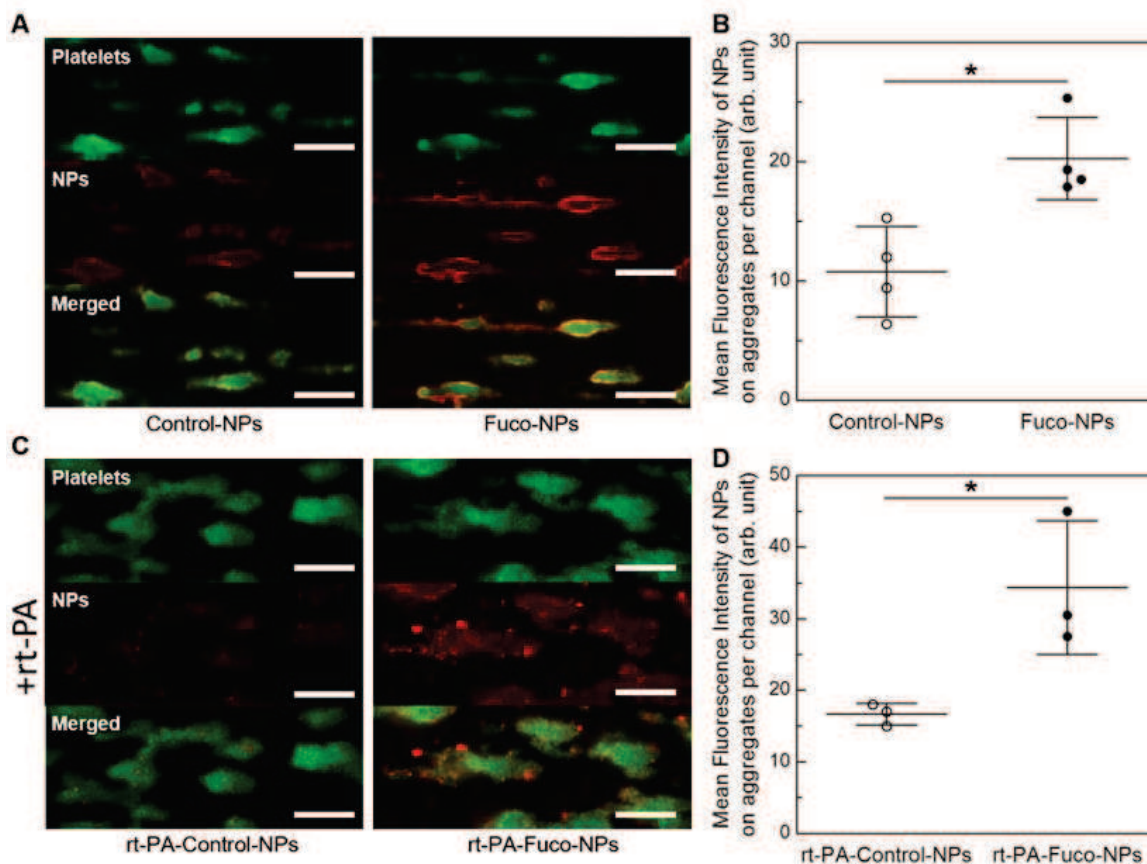 A
Platelets
NPs
Merged
Control-NPs
Fuco-NPs
B
Mean Fluorescence Intensity of NPs
on aggregates per channel (arb. unit)
30
20
10
0
*
Control-NPs
Fuco-NPs
C
+rt-PA
Platelets
NPs
Merged
rt-PA-Control-NPs
rt-PA-Fuco-NPs
D
Mean Fluorescence Intensity of NPs
on aggregates per channel (arb. unit)
50
40
30
20
10
0
*
rt-PA-Control-NPs
rt-PA-Fuco-NPs